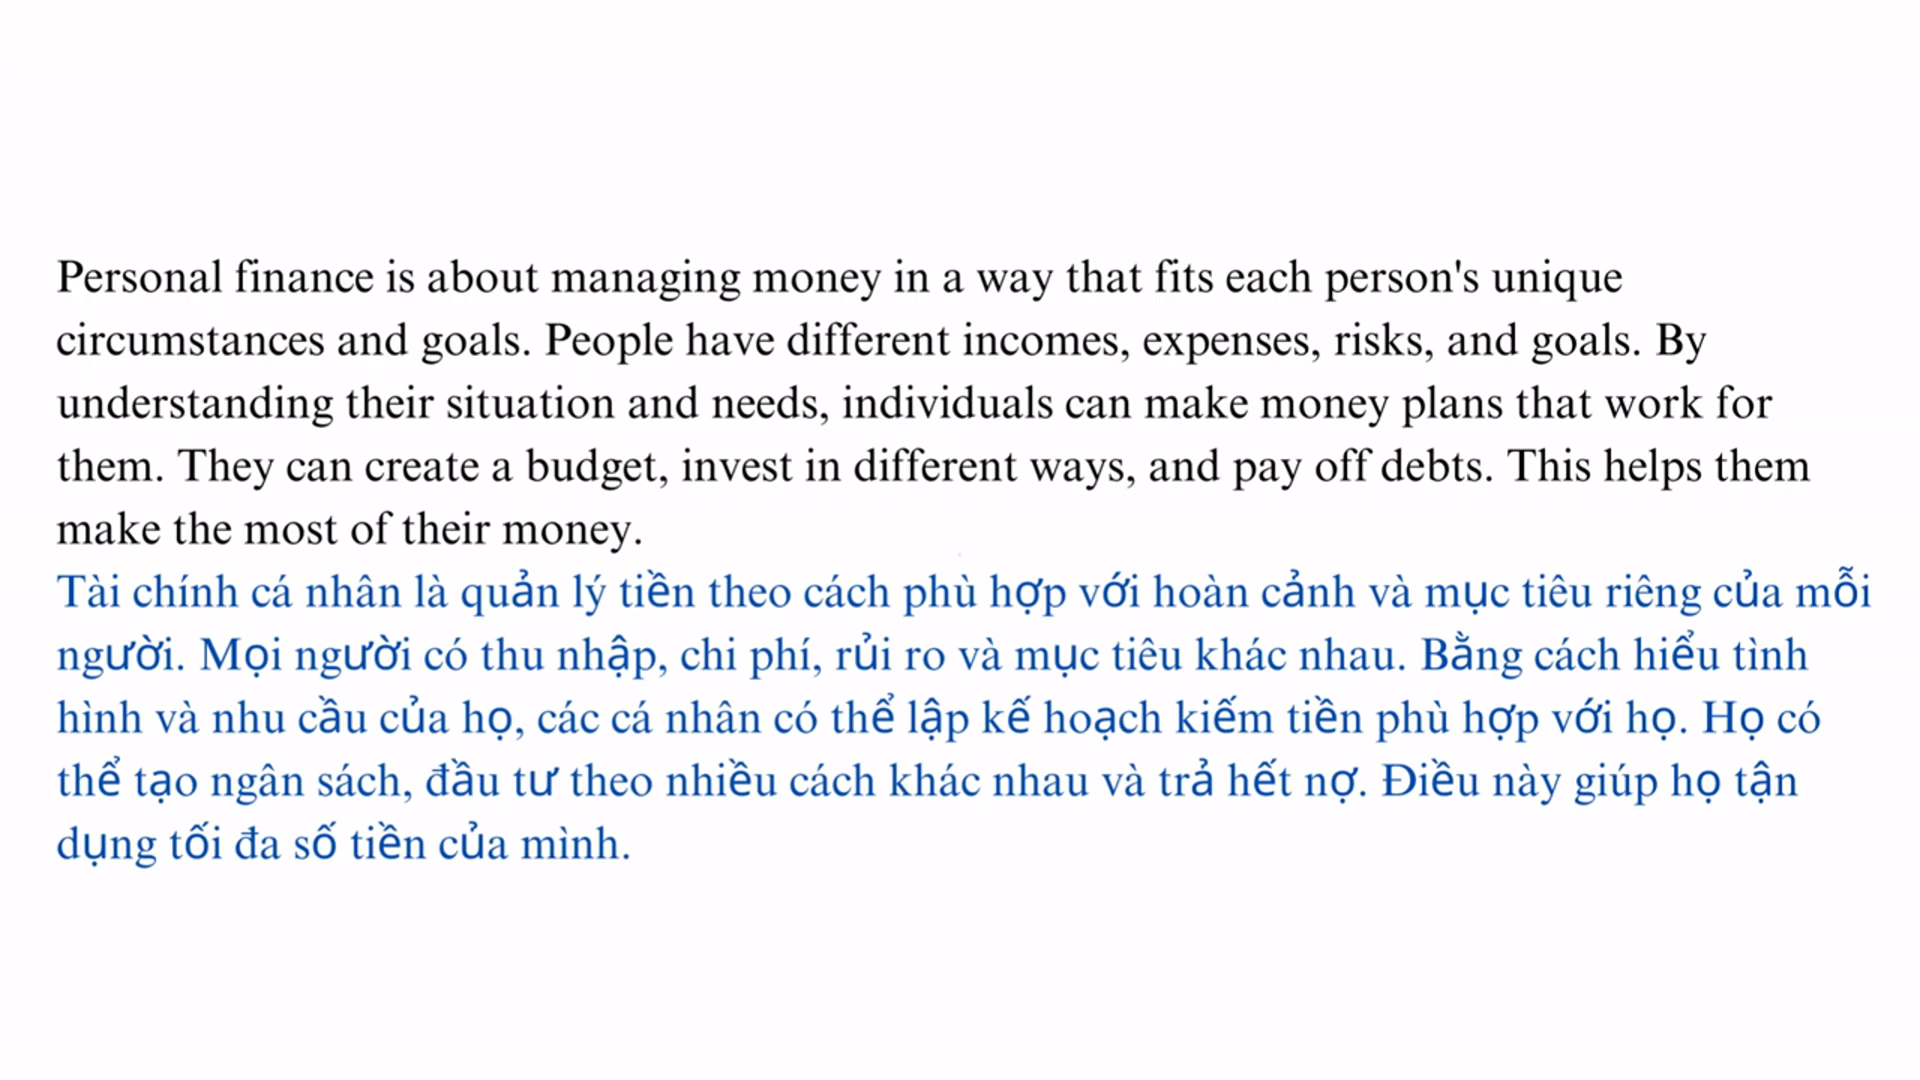 Personal finance is about managing money in a way that fits each person's unique
circumstances and goals. People have different incomes, expenses, risks, and goals. By
understanding their situation and needs, individuals can make money plans that work for
them. They can create a budget, invest in different ways, and pay off debts. This helps them
make the most of their money.
Tài chính cá nhân là quản lý tiền theo cách phù hợp với hoàn cảnh và mục tiêu riêng của mỗi
người. Mọi người có thu nhập, chi phí, rủi ro và mục tiêu khác nhau. Bằng cách hiểu tình
hình và nhu cầu của họ, các cá nhân có thể lập kế hoạch kiếm tiền phù hợp với họ. Họ có
thể tạo ngân sách, đầu tư theo nhiều cách khác nhau và trả hết nợ. Điều này giúp họ tận
dụng tối đa số tiền của mình.